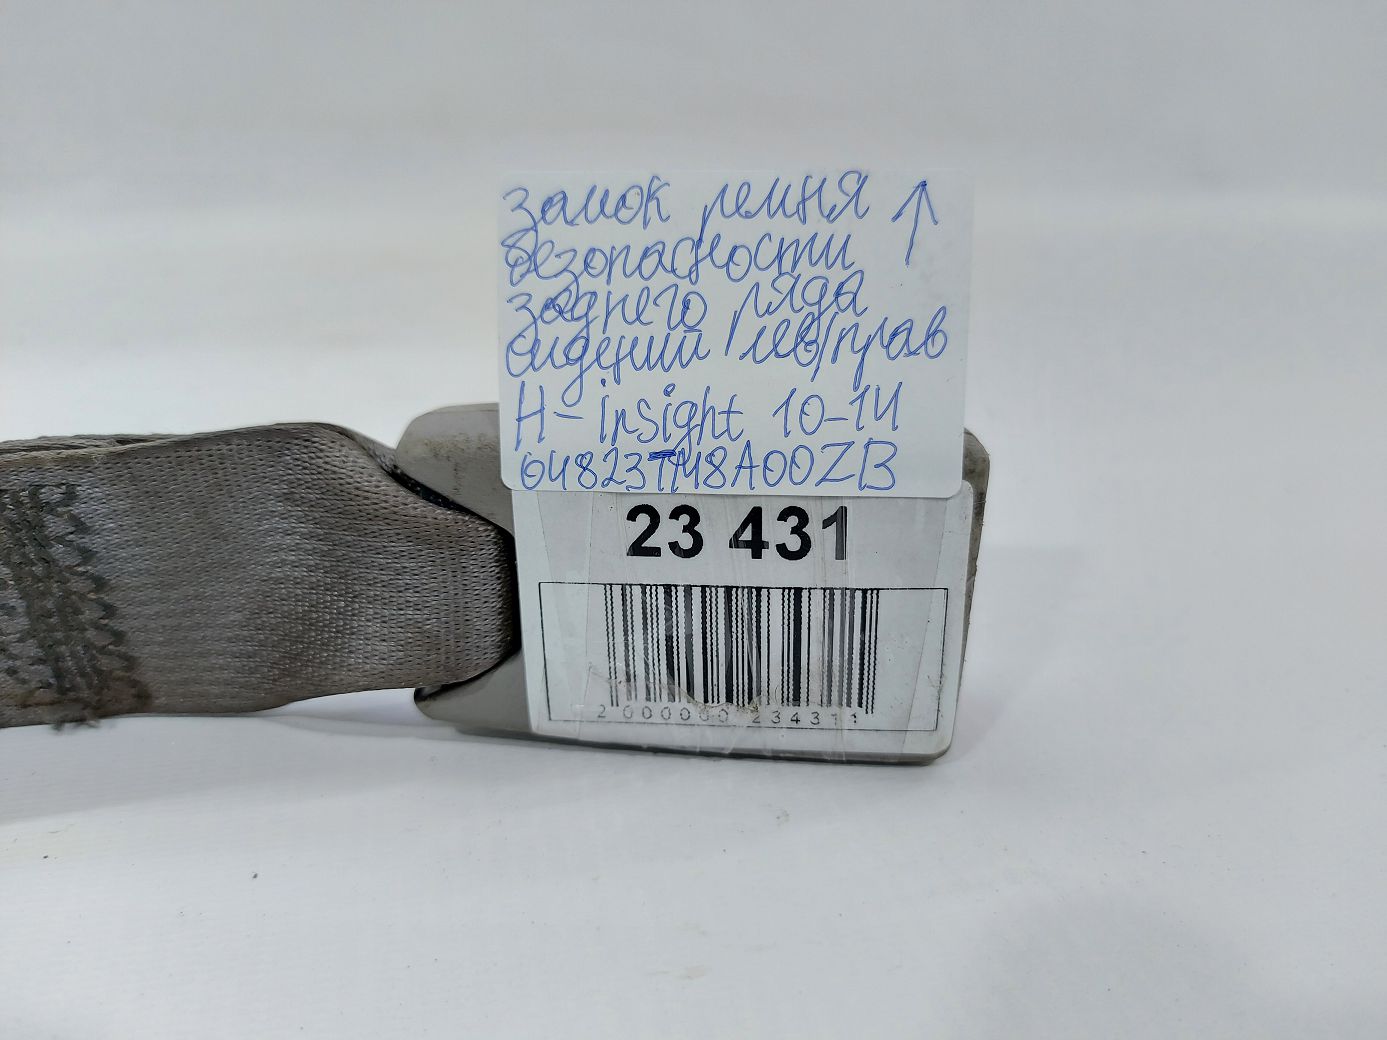 замок ремня ↑
безопасности
заднего ряда
сидений лев/прав
H-insight 10-14
04823TM8A00ZB
23 431
2 000000 234311